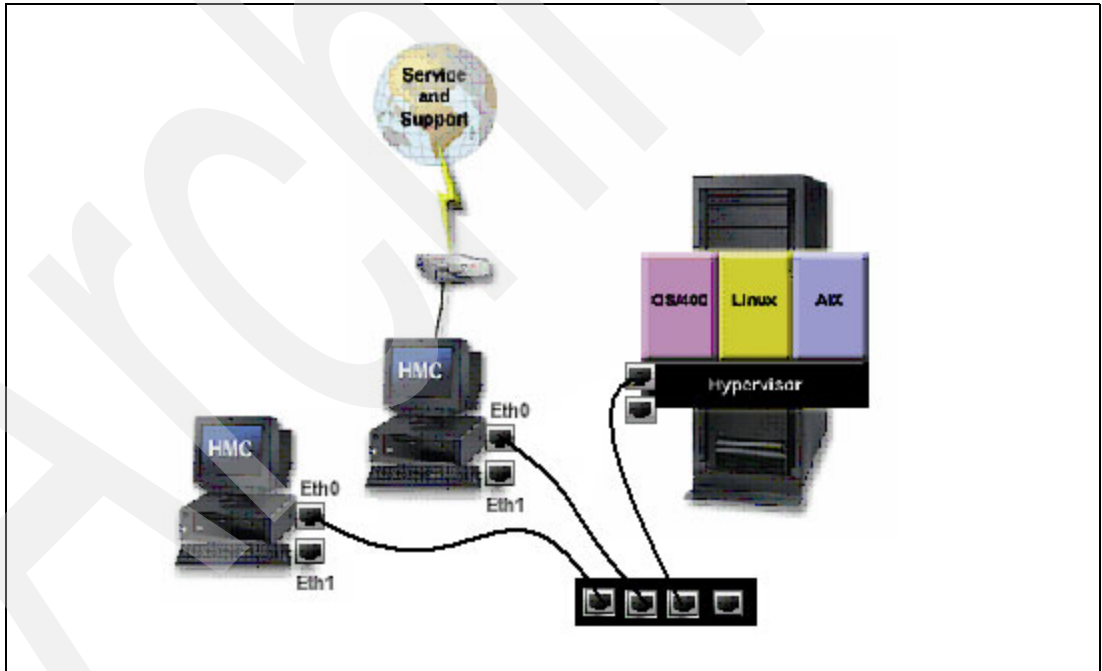 Service
and
Support
OS/400
Linux
AIX
HMC
Hypervisor
Eth0
HMC
Eth1
Eth0
Eth1